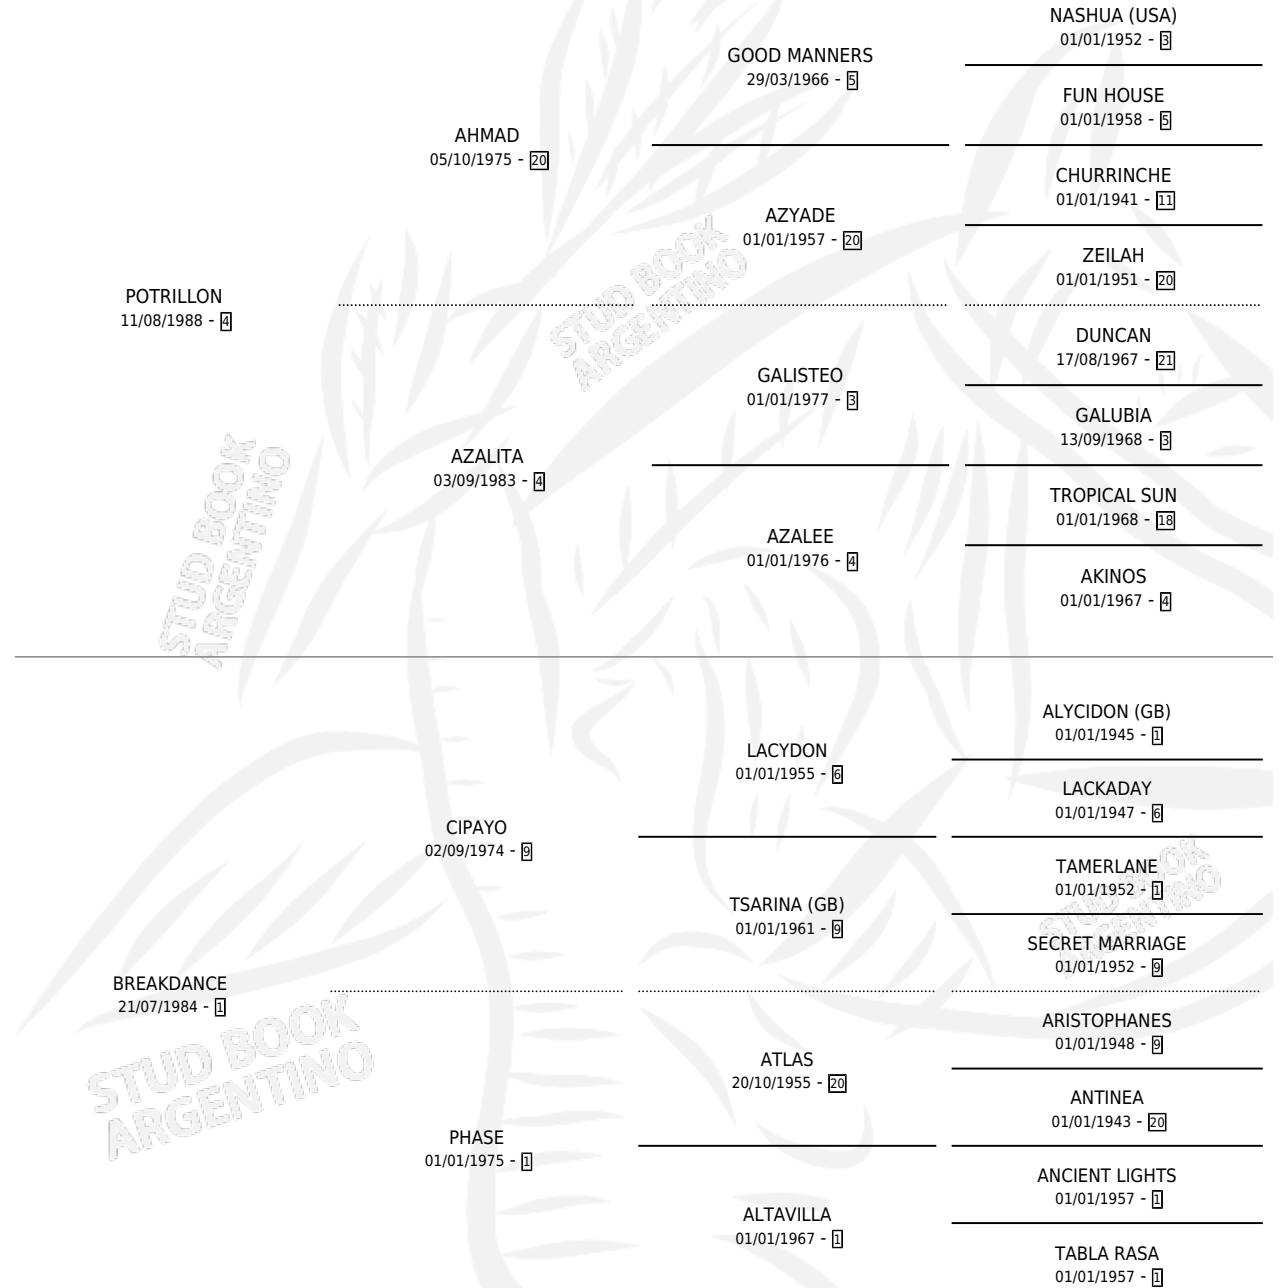 NASHUA (USA)
01/01/1952 - 3
GOOD MANNERS
29/03/1966 - 5
FUN HOUSE
01/01/1958 - 5
AHMAD
05/10/1975 - 20
CHURRINCHE
01/01/1941 - 11
AZYADE
01/01/1957 - 20
ZEILAH
01/01/1951 - 20
POTRILLON
11/08/1988 - 4
DUNCAN
17/08/1967 - 21
GALISTEO
01/01/1977 - 3
GALUBIA
13/09/1968 - 3
AZALITA
03/09/1983 - 4
TROPICAL SUN
01/01/1968 - 18
AZALEE
01/01/1976 - 4
AKINOS
01/01/1967 - 4
ALYCIDON (GB)
01/01/1945 - 1
LACYDON
01/01/1955 - 6
LACKADAY
01/01/1947 - 6
CIPAYO
02/09/1974 - 9
TAMERLANE
01/01/1952 - 1
TSARINA (GB)
01/01/1961 - 9
SECRET MARRIAGE
01/01/1952 - 9
BREAKDANCE
21/07/1984 - 1
ARISTOPHANES
01/01/1948 - 9
ATLAS
20/10/1955 - 20
ANTINEA
01/01/1943 - 20
PHASE
01/01/1975 - 1
ANCIENT LIGHTS
01/01/1957 - 1
ALTAVILLA
01/01/1967 - 1
TABLA RASA
01/01/1957 - 1
STUD BOOK
ARGENTINO
STUD BOOK
ARGENTINO
STUD BOOK
ARGENTINO
STUD BOOK
ARGENTINO